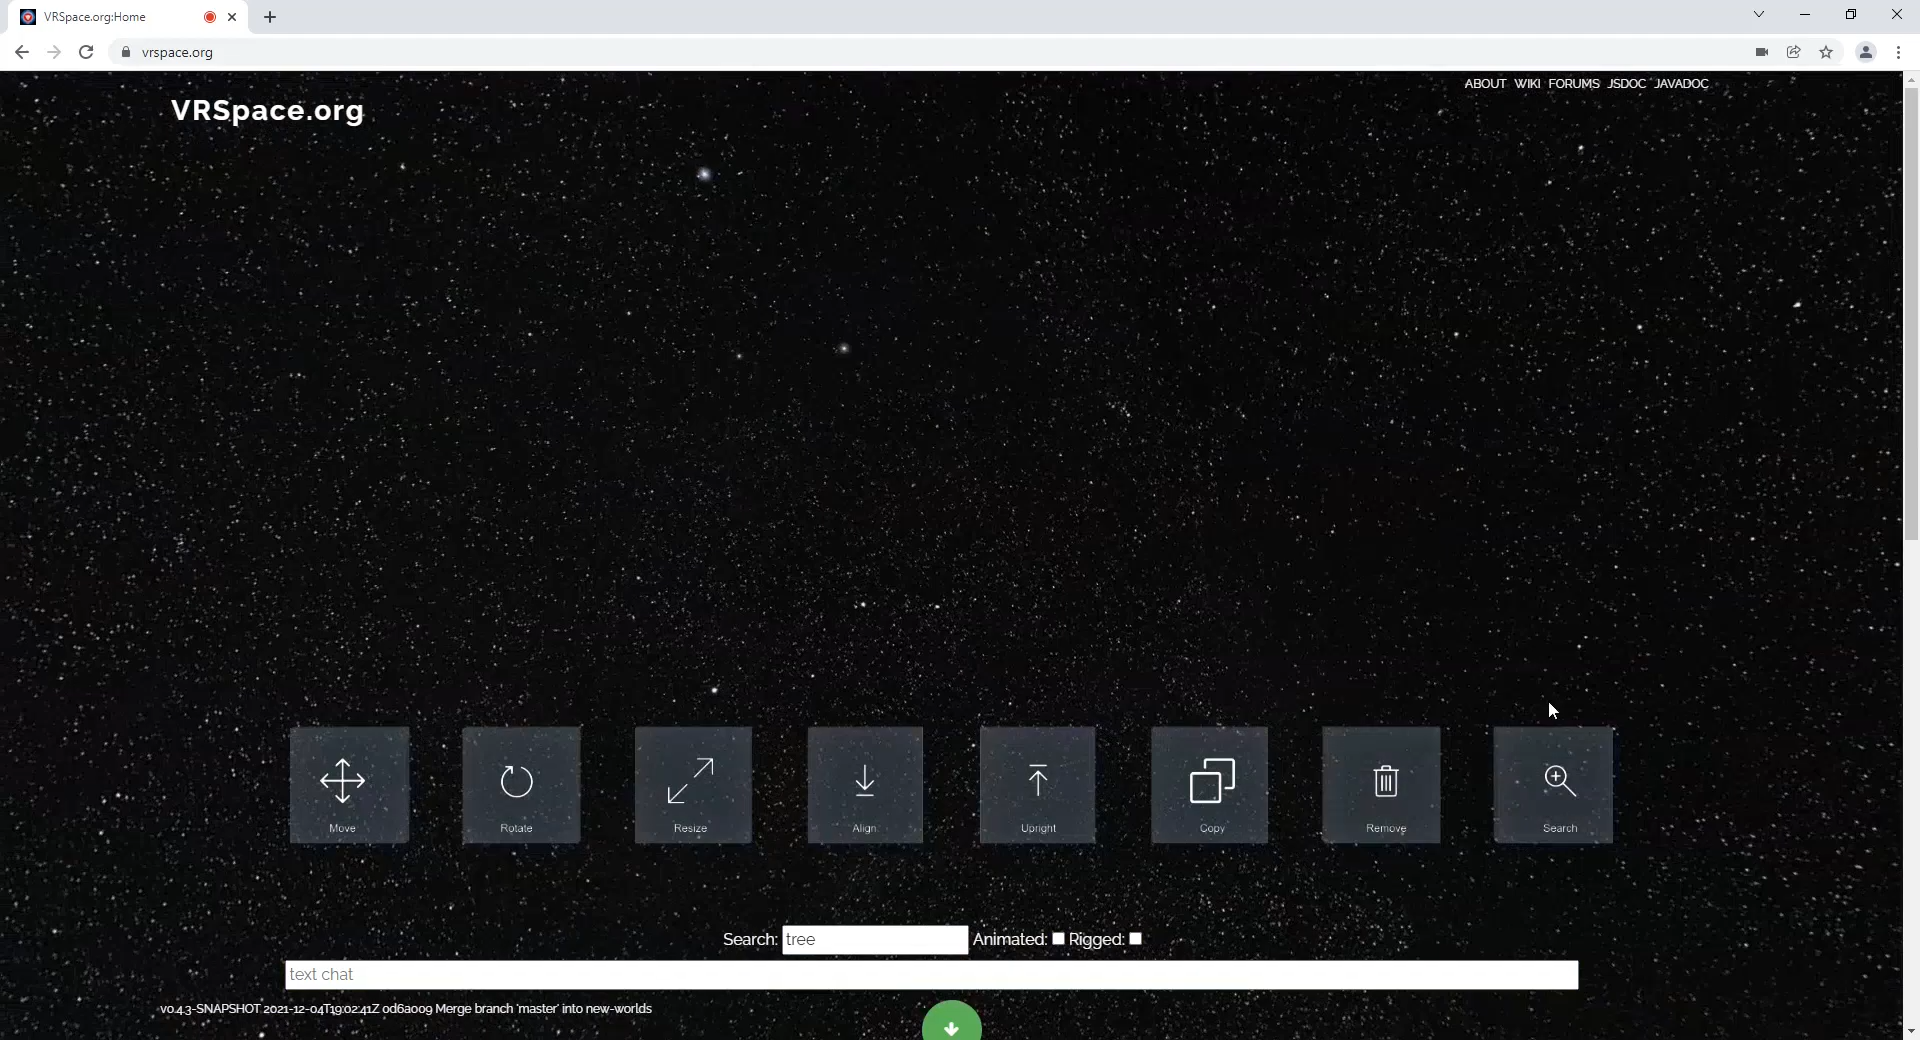 VRSpace.org:Home
vrspace.org
ABOUT WIKI FORUMS JSDOC JAVADOC
VRSpace.org
Move Rotate Resize Align Upright Copy Remove Search
Search: tree Animated: Rigged:
text chat
v0.4.3-SNAPSHOT 2021-12-04T19:02:41Z 0d6a009 Merge branch 'master' into new-worlds